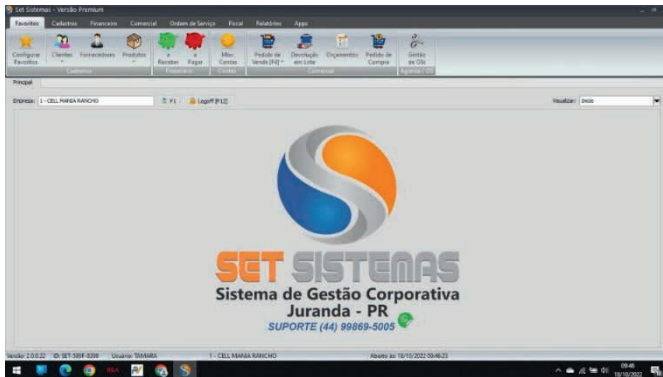 Set Sistemas - Versão Premium
Favoritos Cadastros Financeiro Comercial Ordem de Serviço Fiscal Relatórios Apps
Configurar Favoritos
Clientes Fornecedores Produtos
Receber Pagar
Contas
Pedido de Venda [F4]
Devolução em Lote
Orçamentos
Pedido de Compra
Gestão de OSs
Cadastros Financeiro Comercial
Principal
Empresa: 1 - CELL MANIA RANCHO F1 Logoff [F12] Visualizar: Início
SET SISTEMAS
Sistema de Gestão Corporativa
Juranda - PR
SUPORTE (44) 99869-5005
Versão: 2.0.0.22 Usuário: TAMARA 1 - CELL MANIA RANCHO Aberto às: 18/10/2022 09:46:23
09:46
18/10/2022